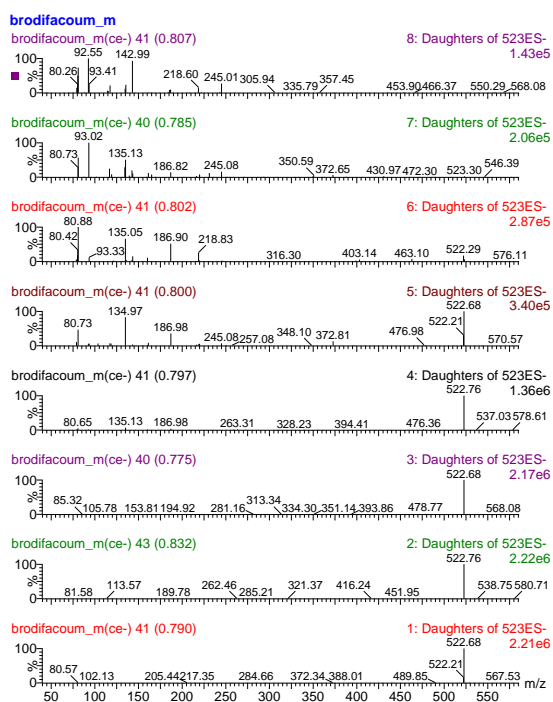 brodifacoum_m
brodifacoum_m(ce-) 41 (0.807) 8: Daughters of 523ES-
1.43e5
100 % 80.26 92.55 93.41 142.99 218.60 245.01 305.94 335.79 357.45 453.90 466.37 550.29 568.08
0
brodifacoum_m(ce-) 40 (0.785) 7: Daughters of 523ES-
2.06e5
100 % 80.73 93.02 135.13 186.82 245.08 350.59 372.65 430.97 472.30 523.30 546.39
0
brodifacoum_m(ce-) 41 (0.802) 6: Daughters of 523ES-
2.87e5
100 % 80.42 80.88 93.33 135.05 186.90 218.83 316.30 403.14 463.10 522.29 576.11
0
brodifacoum_m(ce-) 41 (0.800) 5: Daughters of 523ES-
3.40e5
100 % 80.73 134.97 186.98 245.08 257.08 348.10 372.81 476.98 522.21 522.68 570.57
0
brodifacoum_m(ce-) 41 (0.797) 4: Daughters of 523ES-
1.36e6
100 % 80.65 135.13 186.98 263.31 328.23 394.41 476.36 522.76 537.03 578.61
0
brodifacoum_m(ce-) 40 (0.775) 3: Daughters of 523ES-
2.17e6
100 % 85.32 105.78 153.81 194.92 281.16 313.34 334.30 351.14 393.86 478.77 522.68 568.08
0
brodifacoum_m(ce-) 43 (0.832) 2: Daughters of 523ES-
2.22e6
100 % 81.58 113.57 189.78 262.46 285.21 321.37 416.24 451.95 522.76 538.75 580.71
0
brodifacoum_m(ce-) 41 (0.790) 1: Daughters of 523ES-
2.21e6
100 % 80.57 102.13 205.44 217.35 284.66 372.34 388.01 489.85 522.21 522.68 567.53
0 m/z
50 100 150 200 250 300 350 400 450 500 550